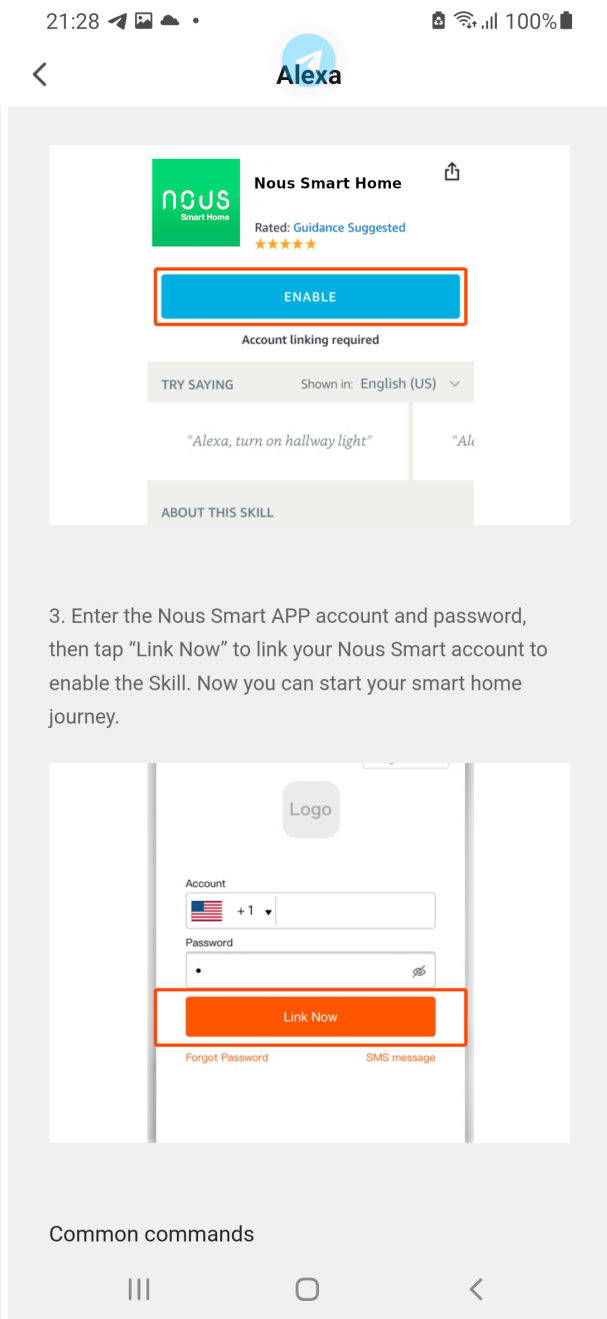 21:28
100%
Alexa
nous
Smart Home
Nous Smart Home
Rated: Guidance Suggested
ENABLE
Account linking required
TRY SAYING
Shown in: English (US)
"Alexa, turn on hallway light"
"Al
ABOUT THIS SKILL
3. Enter the Nous Smart APP account and password,
then tap “Link Now” to link your Nous Smart account to
enable the Skill. Now you can start your smart home
journey.
Logo
Account
+1
Password
Link Now
Forgot Password
SMS message
Common commands